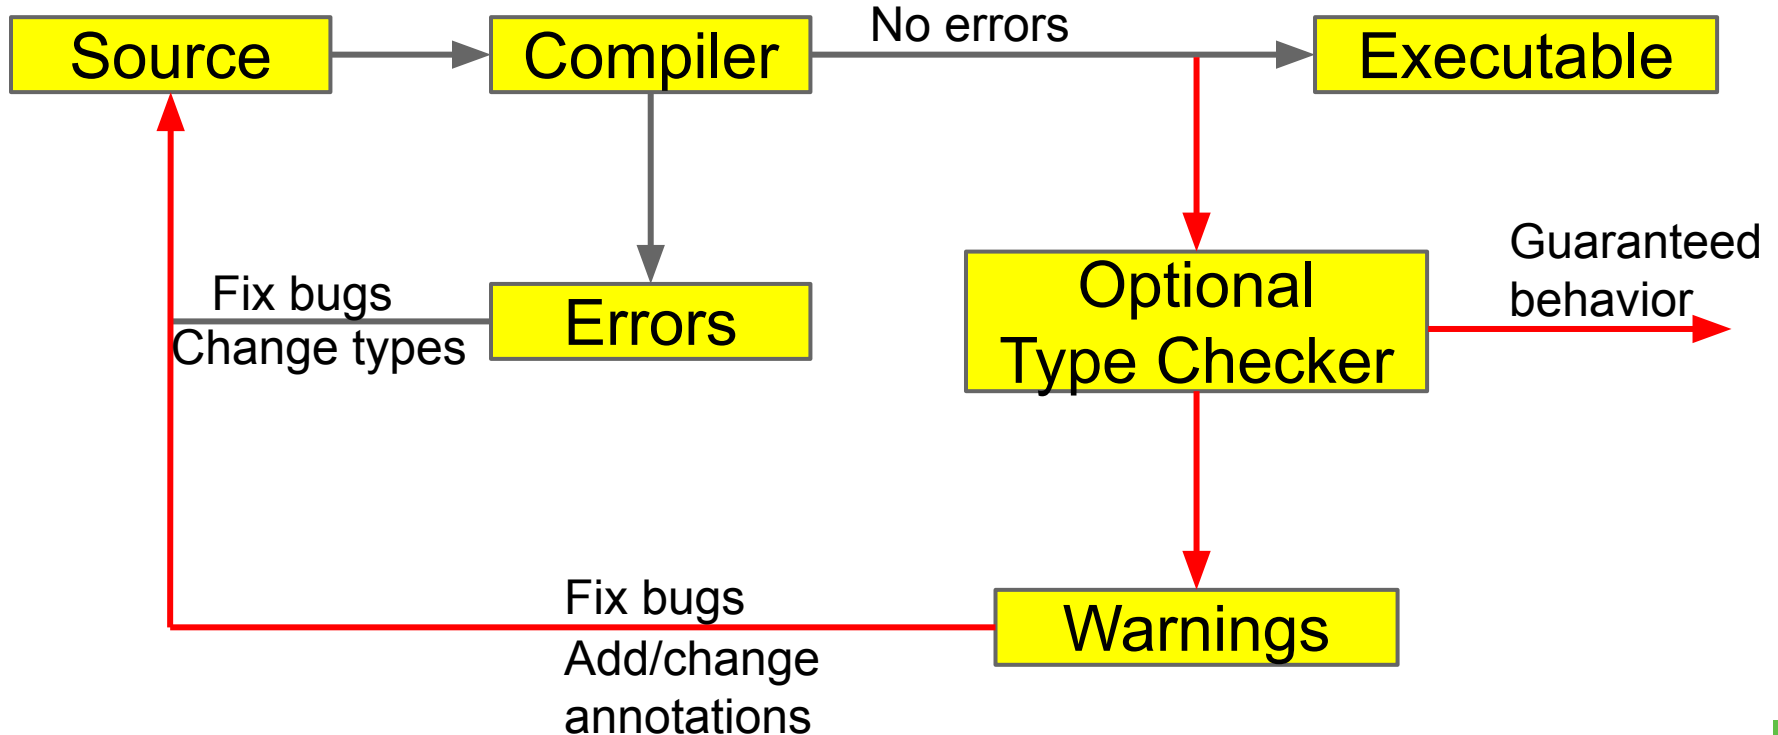 Source
Compiler
No errors
Executable
Fix bugs
Change types
Errors
Optional
Type Checker
Guaranteed
behavior
Fix bugs
Add/change
annotations
Warnings